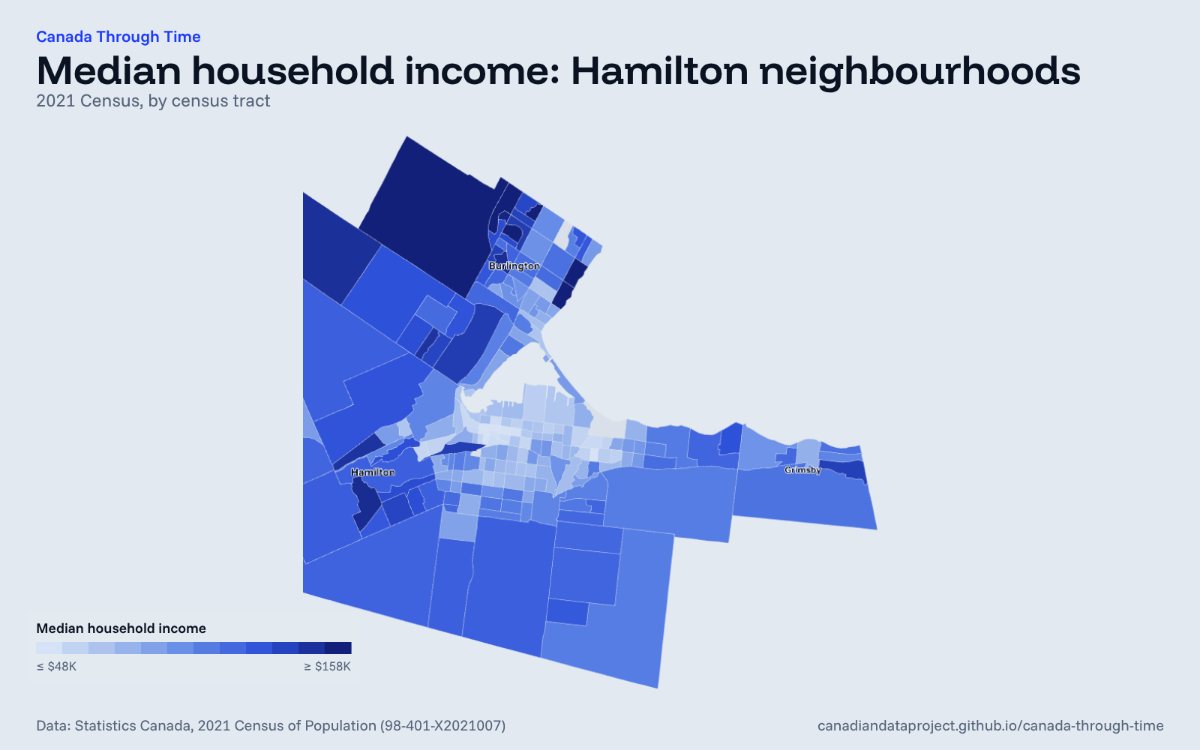 Canada Through Time
Median household income: Hamilton neighbourhoods
2021 Census, by census tract
Burlington
Hamilton
Grimsby
Median household income
≤ $48K
≥ $158K
Data: Statistics Canada, 2021 Census of Population (98-401-X2021007)
canadiandataproject.github.io/canada-through-time